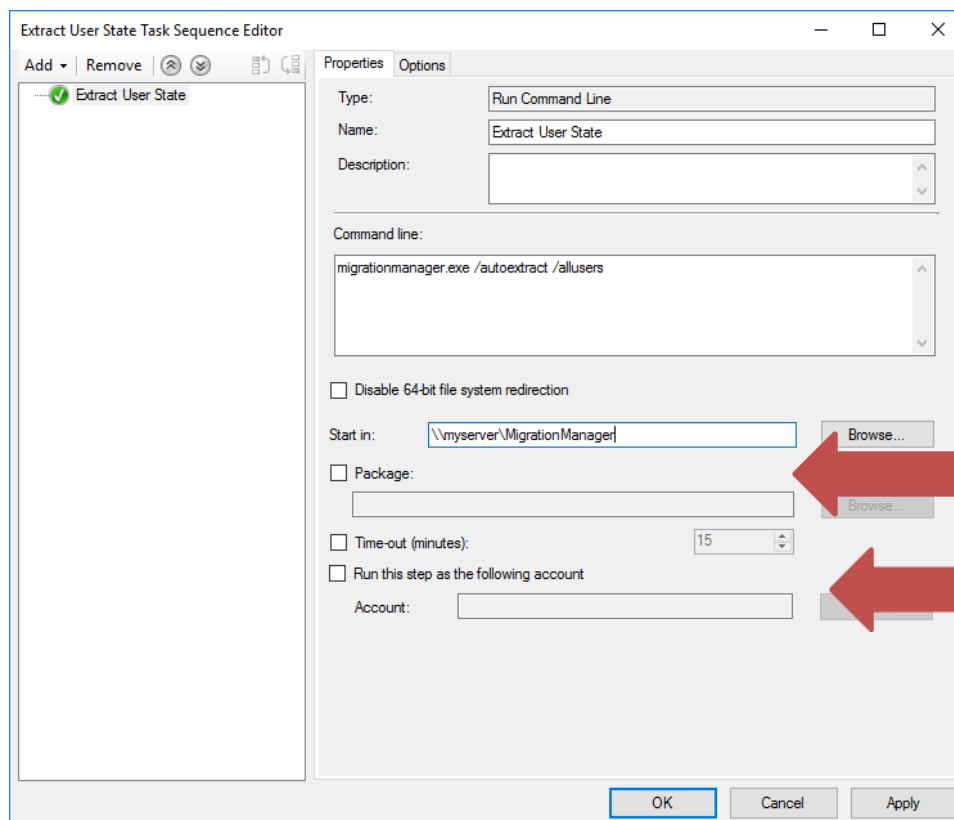 Extract User State Task Sequence Editor
Add Remove
Extract User State
Properties Options
Type: Run Command Line
Name: Extract User State
Description:
Command line:
migrationmanager.exe /autoextract /allusers
Disable 64-bit file system redirection
Start in: \\myserver\MigrationManager Browse...
Package:
Browse...
Time-out (minutes): 15
Run this step as the following account
Account:
OK Cancel Apply